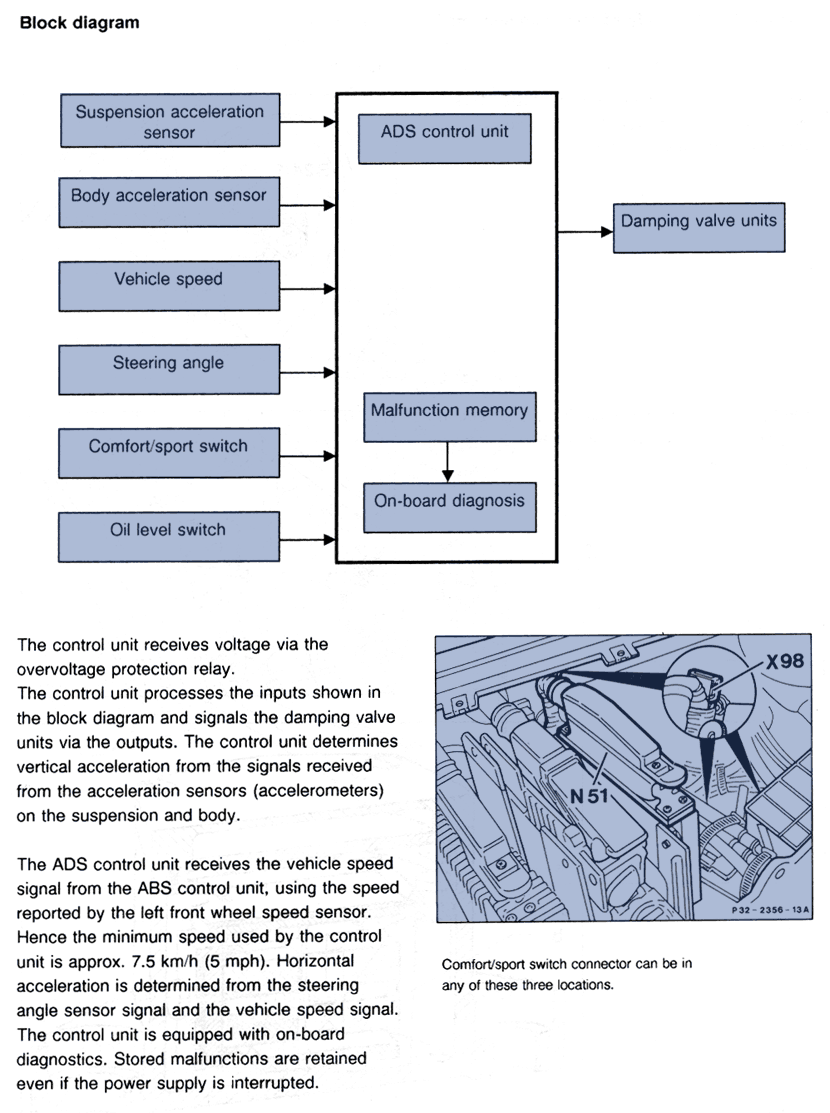 Block diagram
Suspension acceleration
sensor
Body acceleration sensor
Vehicle speed
Steering angle
Comfort/sport switch
Oil level switch
ADS control unit
Malfunction memory
On-board diagnosis
Damping valve units
The control unit receives voltage via the
overvoltage protection relay.
The control unit processes the inputs shown in
the block diagram and signals the damping valve
units via the outputs. The control unit determines
vertical acceleration from the signals received
from the acceleration sensors (accelerometers)
on the suspension and body.
The ADS control unit receives the vehicle speed
signal from the ABS control unit, using the speed
reported by the left front wheel speed sensor.
Hence the minimum speed used by the control
unit is approx. 7.5 km/h (5 mph). Horizontal
acceleration is determined from the steering
angle sensor signal and the vehicle speed signal.
The control unit is equipped with on-board
diagnostics. Stored malfunctions are retained
even if the power supply is interrupted.
X98
N 51
P 32 - 2356 - 13 A
Comfort/sport switch connector can be in
any of these three locations.